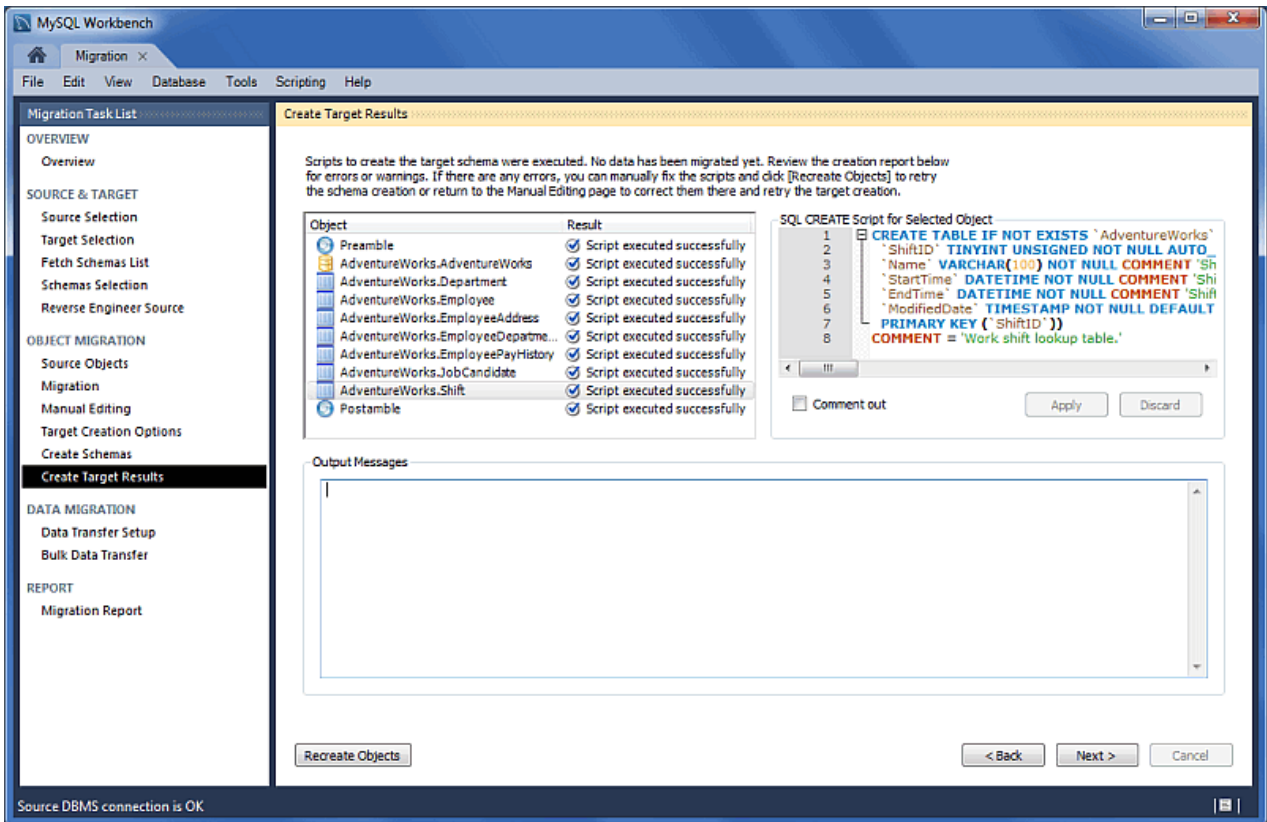 MySQL Workbench
Migration
File Edit View Database Tools Scripting Help
Migration Task List
OVERVIEW
Overview
SOURCE & TARGET
Source Selection
Target Selection
Fetch Schemas List
Schemas Selection
Reverse Engineer Source
OBJECT MIGRATION
Source Objects
Migration
Manual Editing
Target Creation Options
Create Schemas
Create Target Results
DATA MIGRATION
Data Transfer Setup
Bulk Data Transfer
REPORT
Migration Report
Create Target Results
Scripts to create the target schema were executed. No data has been migrated yet. Review the creation report below
for errors or warnings. If there are any errors, you can manually fix the scripts and click [Recreate Objects] to retry
the schema creation or return to the Manual Editing page to correct them there and retry the target creation.
Object Result
Preamble Script executed successfully
AdventureWorks.AdventureWorks Script executed successfully
AdventureWorks.Department Script executed successfully
AdventureWorks.Employee Script executed successfully
AdventureWorks.EmployeeAddress Script executed successfully
AdventureWorks.EmployeeDepartme... Script executed successfully
AdventureWorks.EmployeePayHistory Script executed successfully
AdventureWorks.JobCandidate Script executed successfully
AdventureWorks.Shift Script executed successfully
Postamble Script executed successfully
SQL CREATE Script for Selected Object
1 CREATE TABLE IF NOT EXISTS `AdventureWorks`
2 `ShiftID` TINYINT UNSIGNED NOT NULL AUTO_
3 `Name` VARCHAR(100) NOT NULL COMMENT 'Sh
4 `StartTime` DATETIME NOT NULL COMMENT 'Shi
5 `EndTime` DATETIME NOT NULL COMMENT 'Shift
6 `ModifiedDate` TIMESTAMP NOT NULL DEFAULT
7 PRIMARY KEY (`ShiftID`))
8 COMMENT = 'Work shift lookup table.'
Comment out Apply Discard
Output Messages
Recreate Objects < Back Next > Cancel
Source DBMS connection is OK